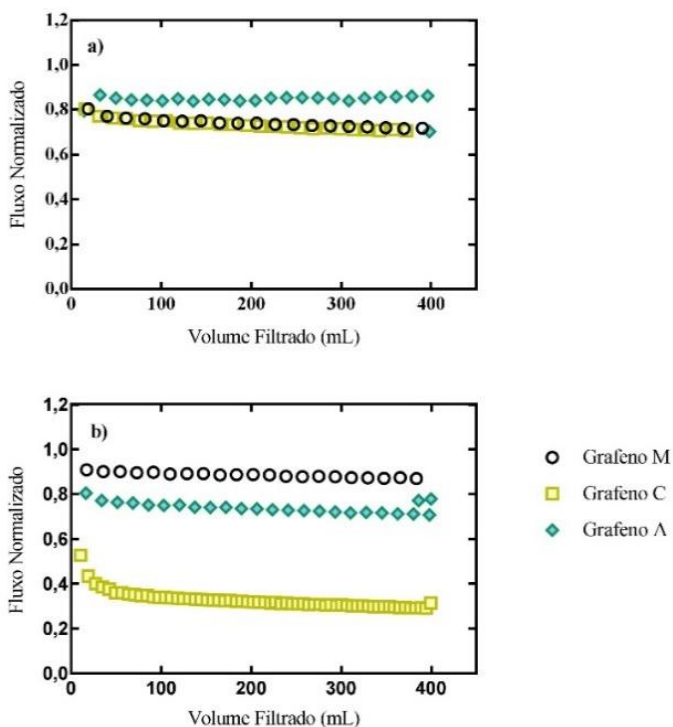 1,2
a)
1,0
0,8
0,6
0,4
0,2
0,0
Fluxo Normalizado
0 100 200 300 400
Volume Filtrado (mL)
1,2
b)
1,0
0,8
0,6
0,4
0,2
0,0
Fluxo Normalizado
0 100 200 300 400
Volume Filtrado (mL)
Grafeno M
Grafeno C
Grafeno A